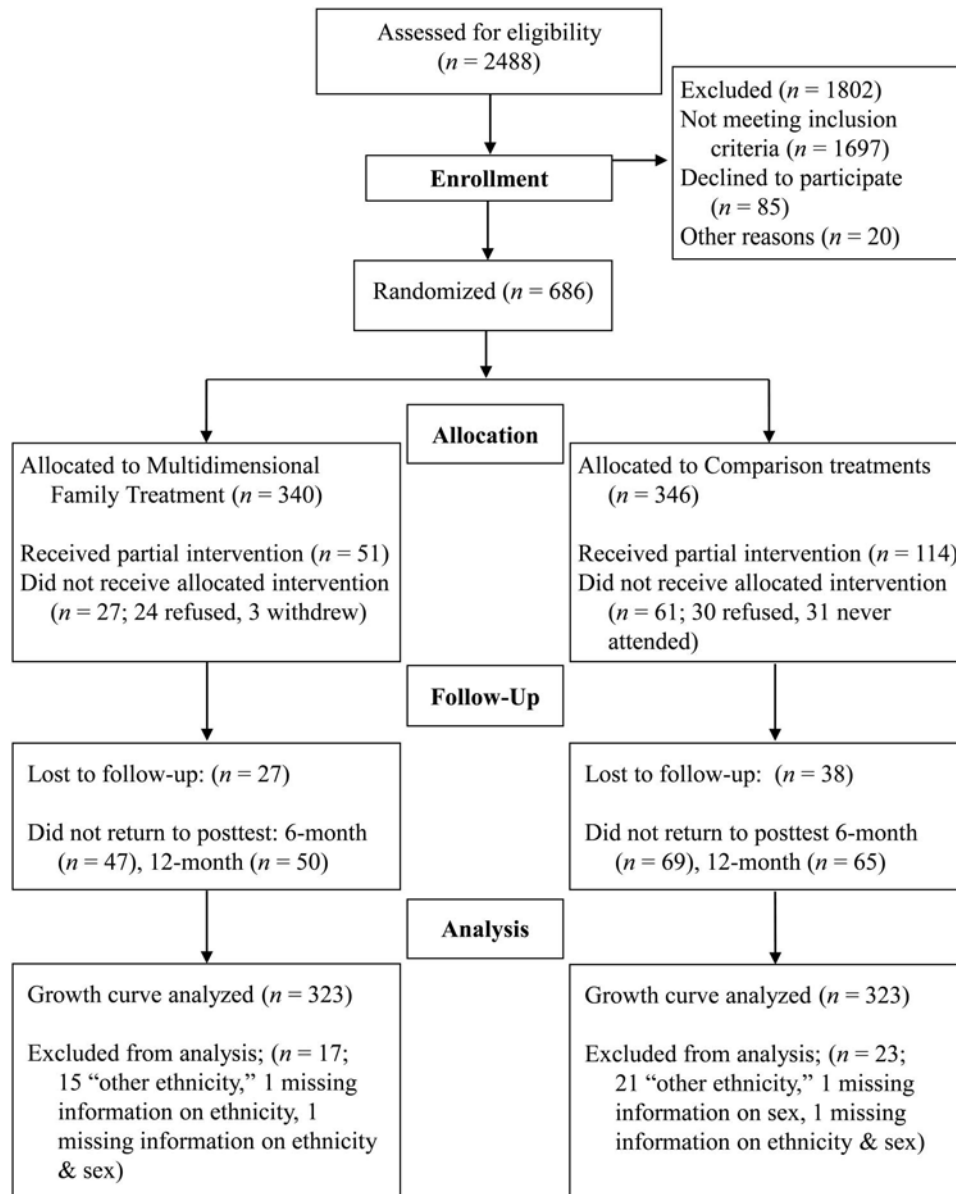 Assessed for eligibility
(n = 2488)
Excluded (n = 1802)
Not meeting inclusion
criteria (n = 1697)
Declined to participate
(n = 85)
Other reasons (n = 20)
Enrollment
Randomized (n = 686)
Allocation
Allocated to Multidimensional
Family Treatment (n = 340)
Received partial intervention (n = 51)
Did not receive allocated intervention
(n = 27; 24 refused, 3 withdrew)
Allocated to Comparison treatments
(n = 346)
Received partial intervention (n = 114)
Did not receive allocated intervention
(n = 61; 30 refused, 31 never
attended)
Follow-Up
Lost to follow-up: (n = 27)
Did not return to posttest: 6-month
(n = 47), 12-month (n = 50)
Lost to follow-up: (n = 38)
Did not return to posttest 6-month
(n = 69), 12-month (n = 65)
Analysis
Growth curve analyzed (n = 323)
Excluded from analysis; (n = 17;
15 “other ethnicity,” 1 missing
information on ethnicity, 1
missing information on ethnicity
& sex)
Growth curve analyzed (n = 323)
Excluded from analysis; (n = 23;
21 “other ethnicity,” 1 missing
information on sex, 1 missing
information on ethnicity & sex)